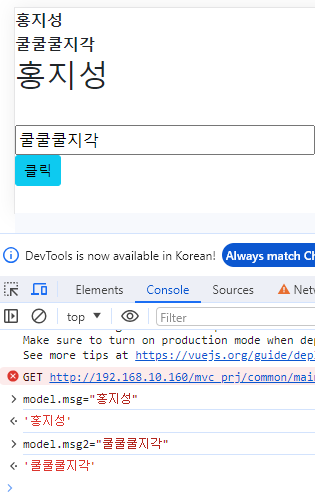 홍지성
쿨쿨쿨지각
홍지성
쿨쿨쿨지각
클릭
DevTools is now available in Korean!
Always match Ch
Elements
Console
Sources
Net
top
Filter
Make sure to turn on production mode when dep
See more tips at https://vuejs.org/guide/depl
GET http://192.168.10.160/mvc_prj/common/mai
model.msg="홍지성"
'홍지성'
model.msg2="쿨쿨쿨지각"
'쿨쿨쿨지각'